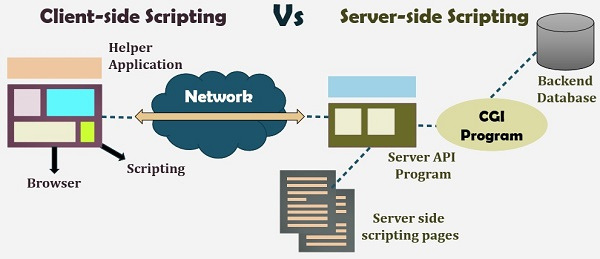 Client-side Scripting Vs Server-side Scripting
Helper
Application
Network
Browser
Scripting
Backend
Database
CGI
Program
Server API
Program
Server side
scripting pages